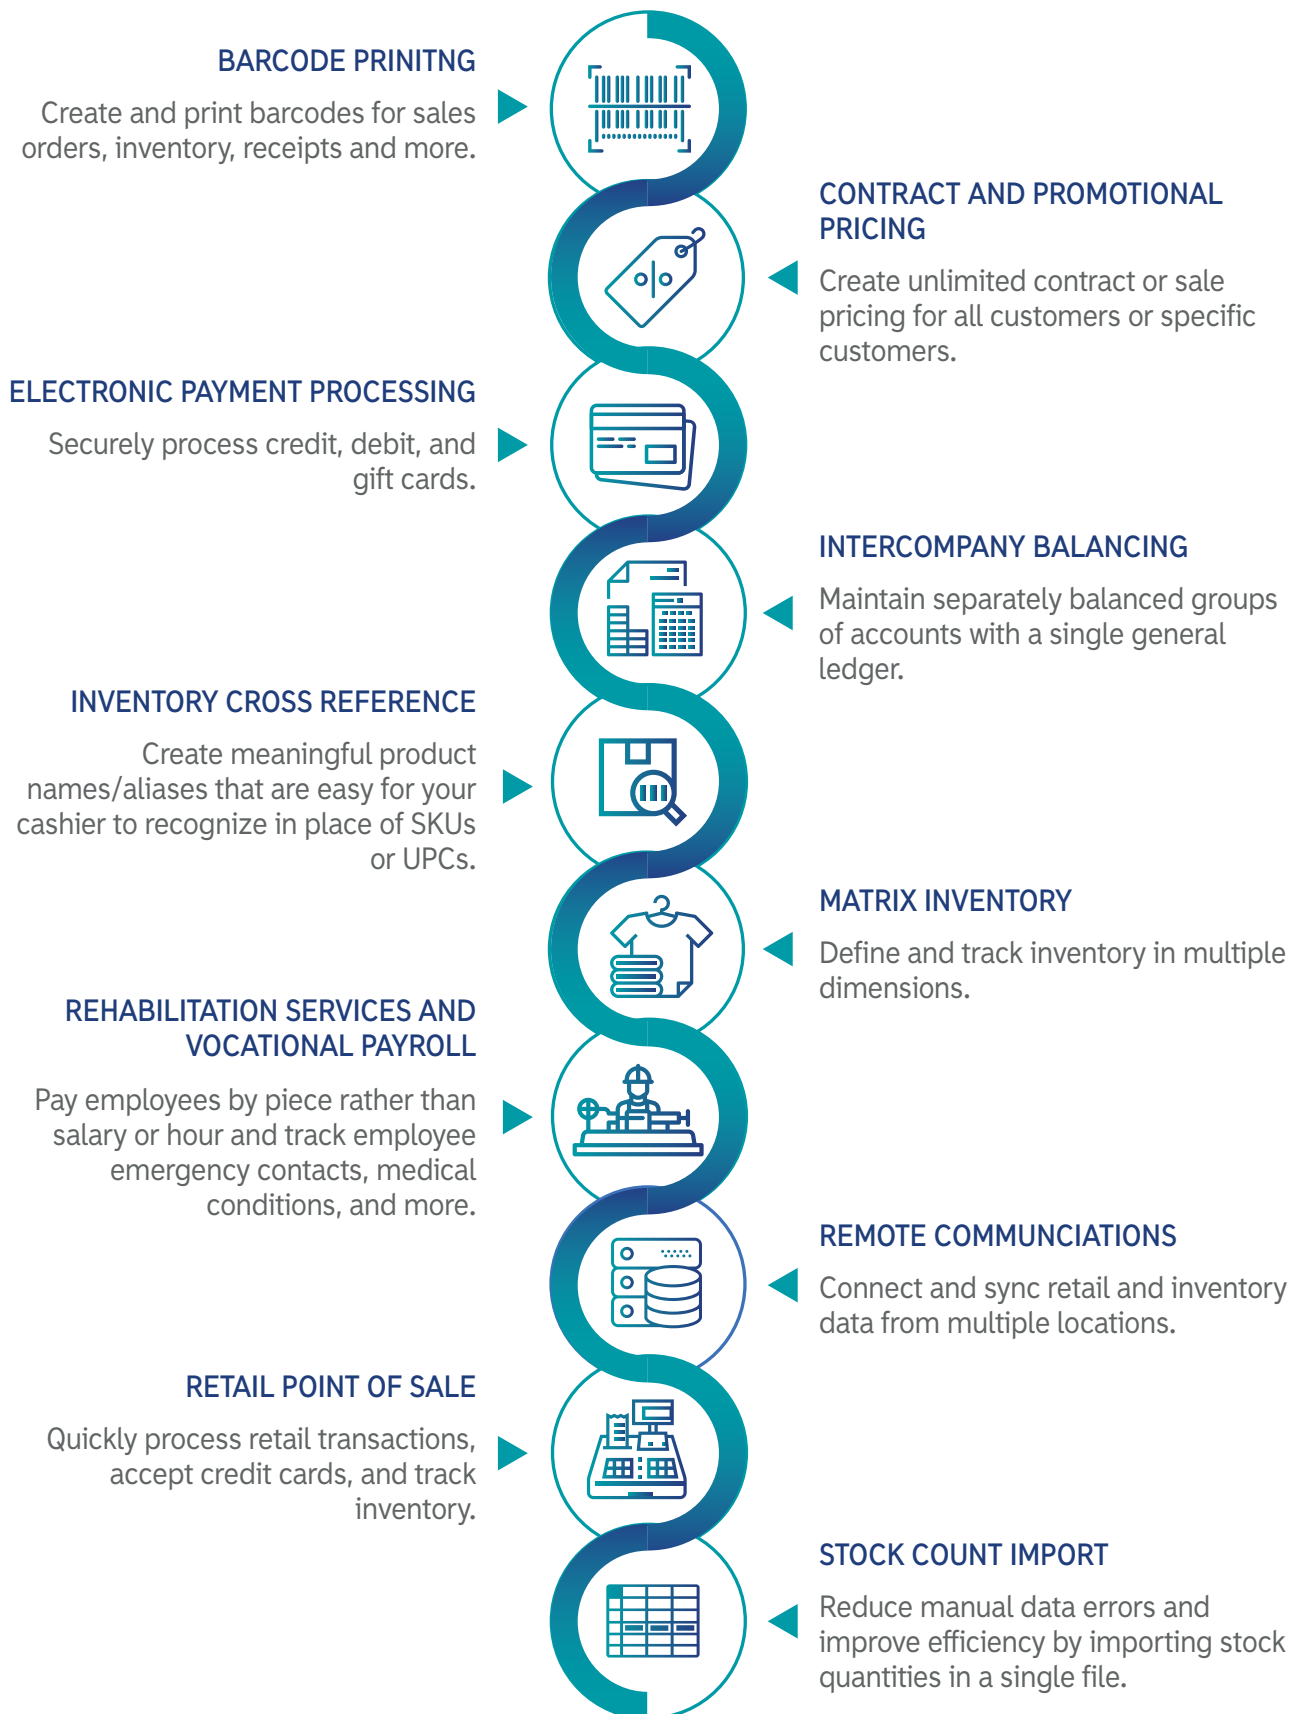 BARCODE PRINITNG
Create and print barcodes for sales
orders, inventory, receipts and more.
CONTRACT AND PROMOTIONAL
PRICING
Create unlimited contract or sale
pricing for all customers or specific
customers.
ELECTRONIC PAYMENT PROCESSING
Securely process credit, debit, and
gift cards.
INTERCOMPANY BALANCING
Maintain separately balanced groups
of accounts with a single general
ledger.
INVENTORY CROSS REFERENCE
Create meaningful product
names/aliases that are easy for your
cashier to recognize in place of SKUs
or UPCs.
MATRIX INVENTORY
Define and track inventory in multiple
dimensions.
REHABILITATION SERVICES AND
VOCATIONAL PAYROLL
Pay employees by piece rather than
salary or hour and track employee
emergency contacts, medical
conditions, and more.
REMOTE COMMUNCIATIONS
Connect and sync retail and inventory
data from multiple locations.
RETAIL POINT OF SALE
Quickly process retail transactions,
accept credit cards, and track
inventory.
STOCK COUNT IMPORT
Reduce manual data errors and
improve efficiency by importing stock
quantities in a single file.